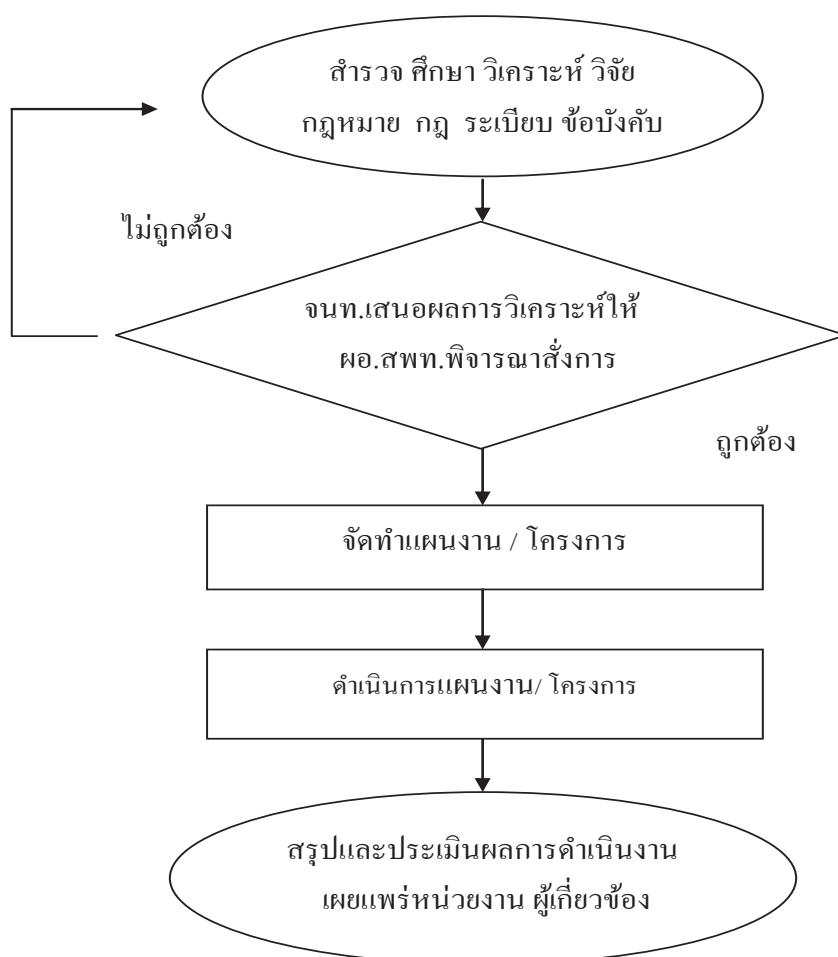 สำรวจ ศึกษา วิเคราะห์ วิจัย
กฎหมาย กฎ ระเบียบ ข้อบังคับ
ไม่ถูกต้อง
จนท.เสนอผลการวิเคราะห์ให้
ผอ.สพท.พิจารณาสั่งการ
ถูกต้อง
จัดทำแผนงาน / โครงการ
ดำเนินการแผนงาน/ โครงการ
สรุปและประเมินผลการดำเนินงาน
เผยแพร่หน่วยงาน ผู้เกี่ยวข้อง